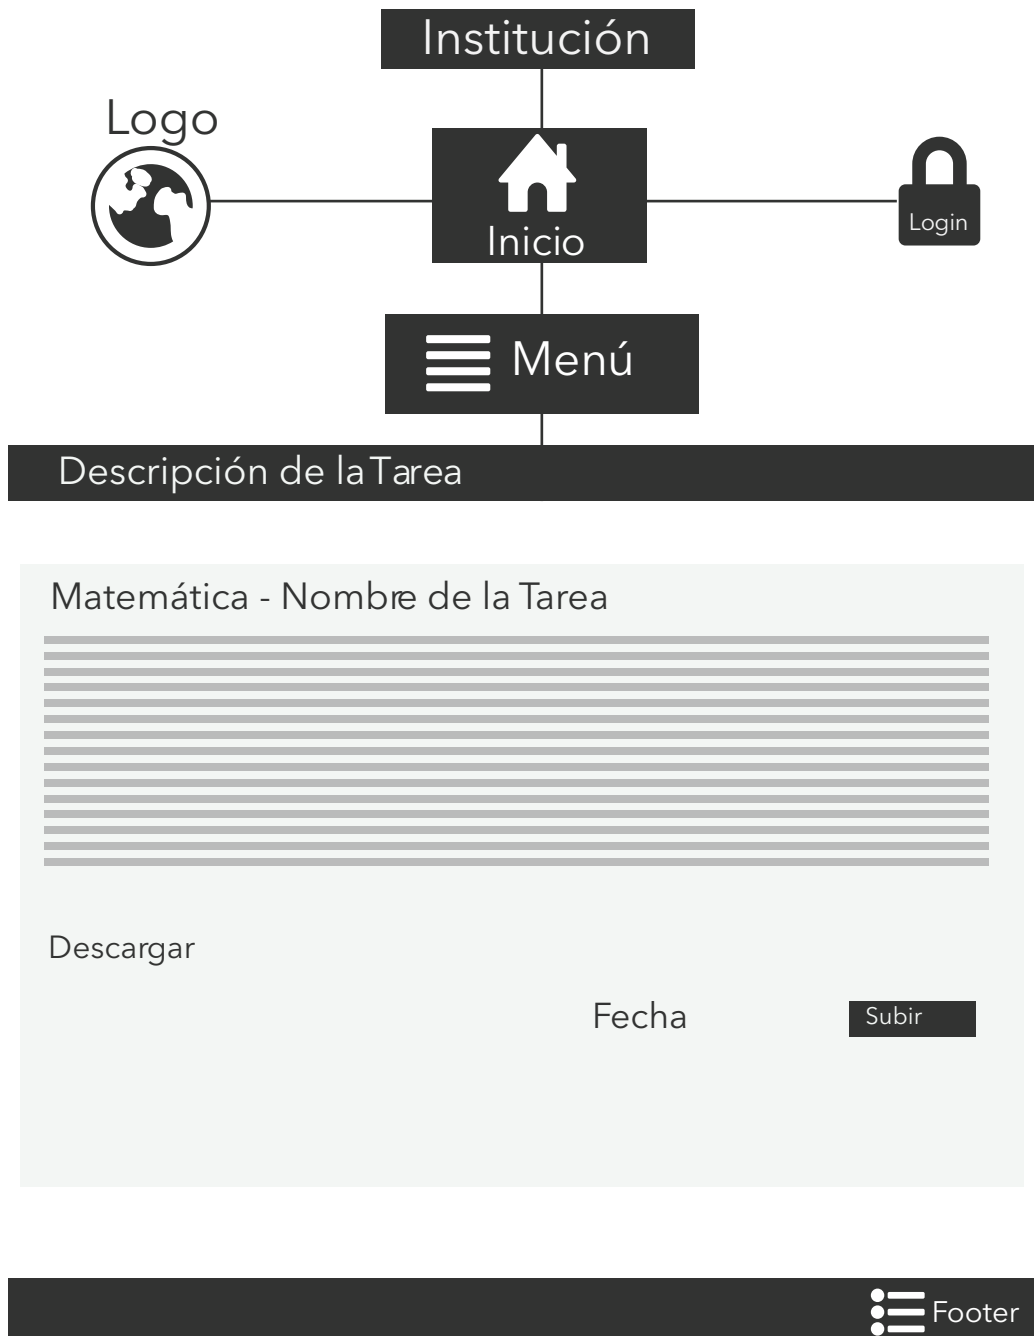 Institución
Logo
Login
Inicio
Menú
Descripción de la Tarea
Matemática - Nombre de la Tarea
Descargar
Fecha
Subir
Footer